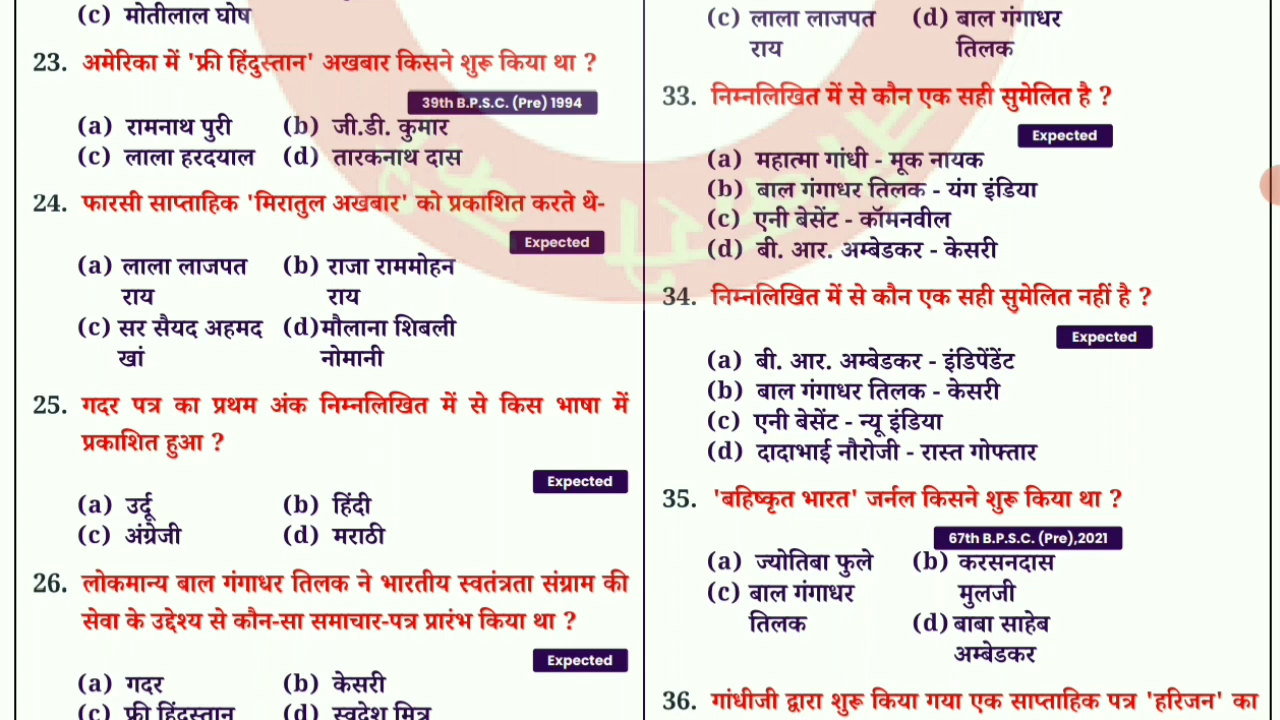 (c) मोतीलाल घोष
23. अमेरिका में 'फ्री हिंदुस्तान' अखबार किसने शुरू किया था ?
39th B.P.S.C. (Pre) 1994
(a) रामनाथ पुरी (b) जी.डी. कुमार
(c) लाला हरदयाल (d) तारकनाथ दास
24. फारसी साप्ताहिक 'मिरातुल अखबार' को प्रकाशित करते थे-
Expected
(a) लाला लाजपत (b) राजा राममोहन
राय राय
(c) सर सैयद अहमद (d) मौलाना शिबली
खां नोमानी
25. गदर पत्र का प्रथम अंक निम्नलिखित में से किस भाषा में
प्रकाशित हुआ ?
Expected
(a) उर्दू (b) हिंदी
(c) अंग्रेजी (d) मराठी
26. लोकमान्य बाल गंगाधर तिलक ने भारतीय स्वतंत्रता संग्राम की
सेवा के उद्देश्य से कौन-सा समाचार-पत्र प्रारंभ किया था ?
Expected
(a) गदर (b) केसरी
(c) फ्री हिंदुस्तान (d) स्वदेश मित्र
(c) लाला लाजपत (d) बाल गंगाधर
राय तिलक
33. निम्नलिखित में से कौन एक सही सुमेलित है ?
Expected
(a) महात्मा गांधी - मूक नायक
(b) बाल गंगाधर तिलक - यंग इंडिया
(c) एनी बेसेंट - कॉमनवील
(d) बी. आर. अम्बेडकर - केसरी
34. निम्नलिखित में से कौन एक सही सुमेलित नहीं है ?
Expected
(a) बी. आर. अम्बेडकर - इंडिपेंडेंट
(b) बाल गंगाधर तिलक - केसरी
(c) एनी बेसेंट - न्यू इंडिया
(d) दादाभाई नौरोजी - रास्त गोफ्तार
35. 'बहिष्कृत भारत' जर्नल किसने शुरू किया था ?
67th B.P.S.C. (Pre),2021
(a) ज्योतिबा फुले (b) करसनदास
(c) बाल गंगाधर मुलजी
तिलक (d) बाबा साहेब
अम्बेडकर
36. गांधीजी द्वारा शुरू किया गया एक साप्ताहिक पत्र 'हरिजन' का